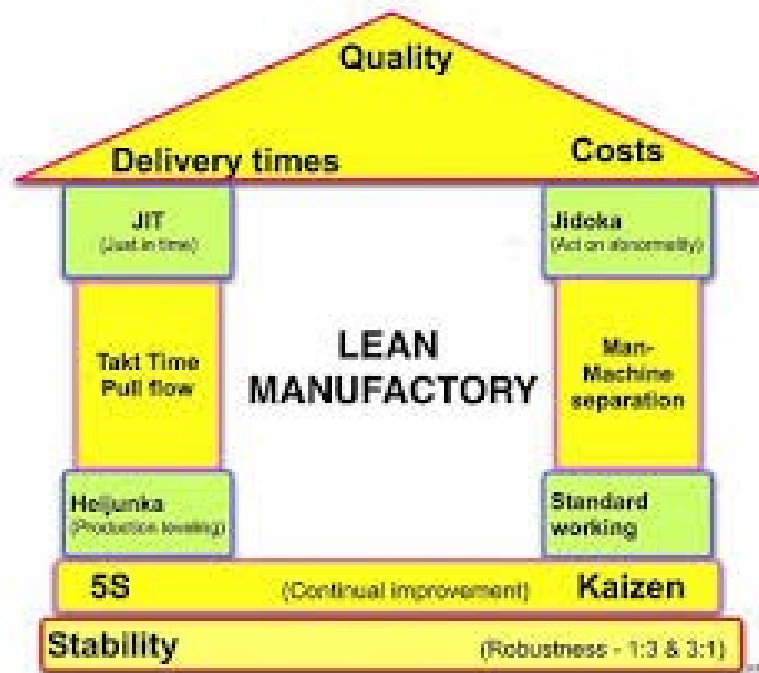 Quality
Delivery times
Costs
JIT
(Just in time)
Jidoka
(Act on abnormality)
Takt Time
Pull flow
LEAN
MANUFACTORY
Man-
Machine
separation
Heijunka
(Production leveling)
Standard
working
5S (Continual improvement) Kaizen
Stability (Robustness - 1:3 & 3:1)